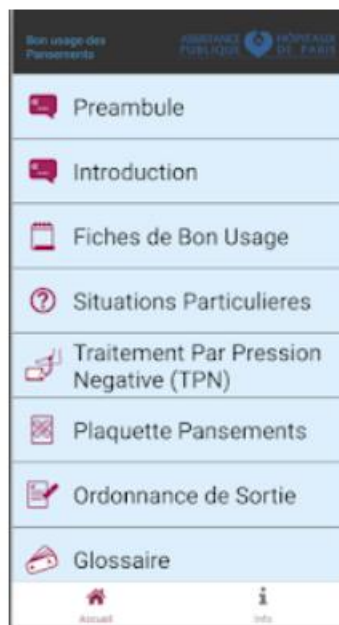 Bon usage des
Pansements
ASSISTANCE HÔPITAUX
PUBLIQUE DE PARIS
Preambule
Introduction
Fiches de Bon Usage
Situations Particulieres
Traitement Par Pression
Negative (TPN)
Plaquette Pansements
Ordonnance de Sortie
Glossaire
Accueil
Info